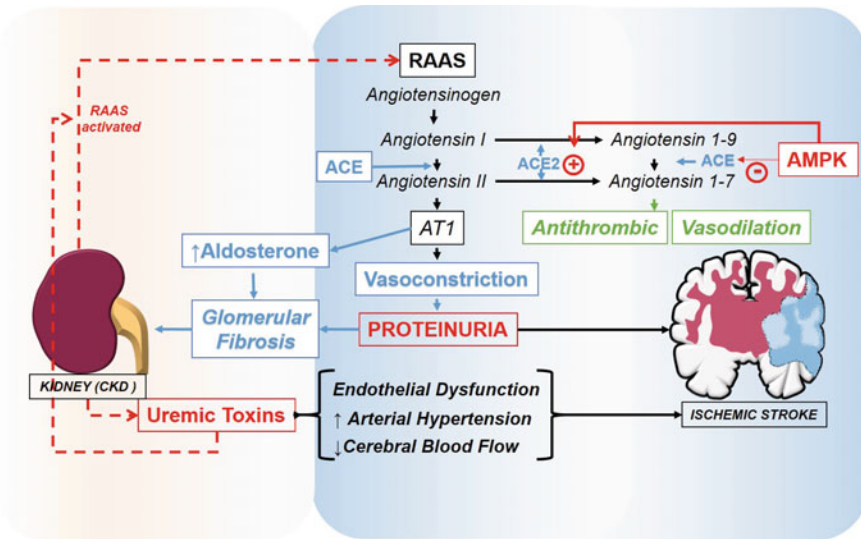 RAAS
RAAS
activated
Angiotensinogen
Angiotensin I
Angiotensin 1-9
ACE
ACE2
+
ACE
-
AMPK
Angiotensin II
Angiotensin 1-7
AT1
Antithrombic
Vasodilation
↑Aldosterone
Vasoconstriction
Glomerular
Fibrosis
PROTEINURIA
KIDNEY (CKD )
Uremic Toxins
Endothelial Dysfunction
↑ Arterial Hypertension
↓Cerebral Blood Flow
ISCHEMIC STROKE